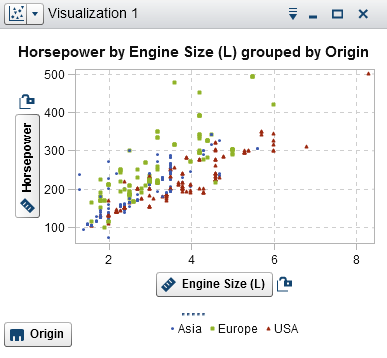 Visualization 1
Horsepower by Engine Size (L) grouped by Origin
500
400
300
200
100
Horsepower
2
4
6
8
Engine Size (L)
Asia Europe USA
Origin